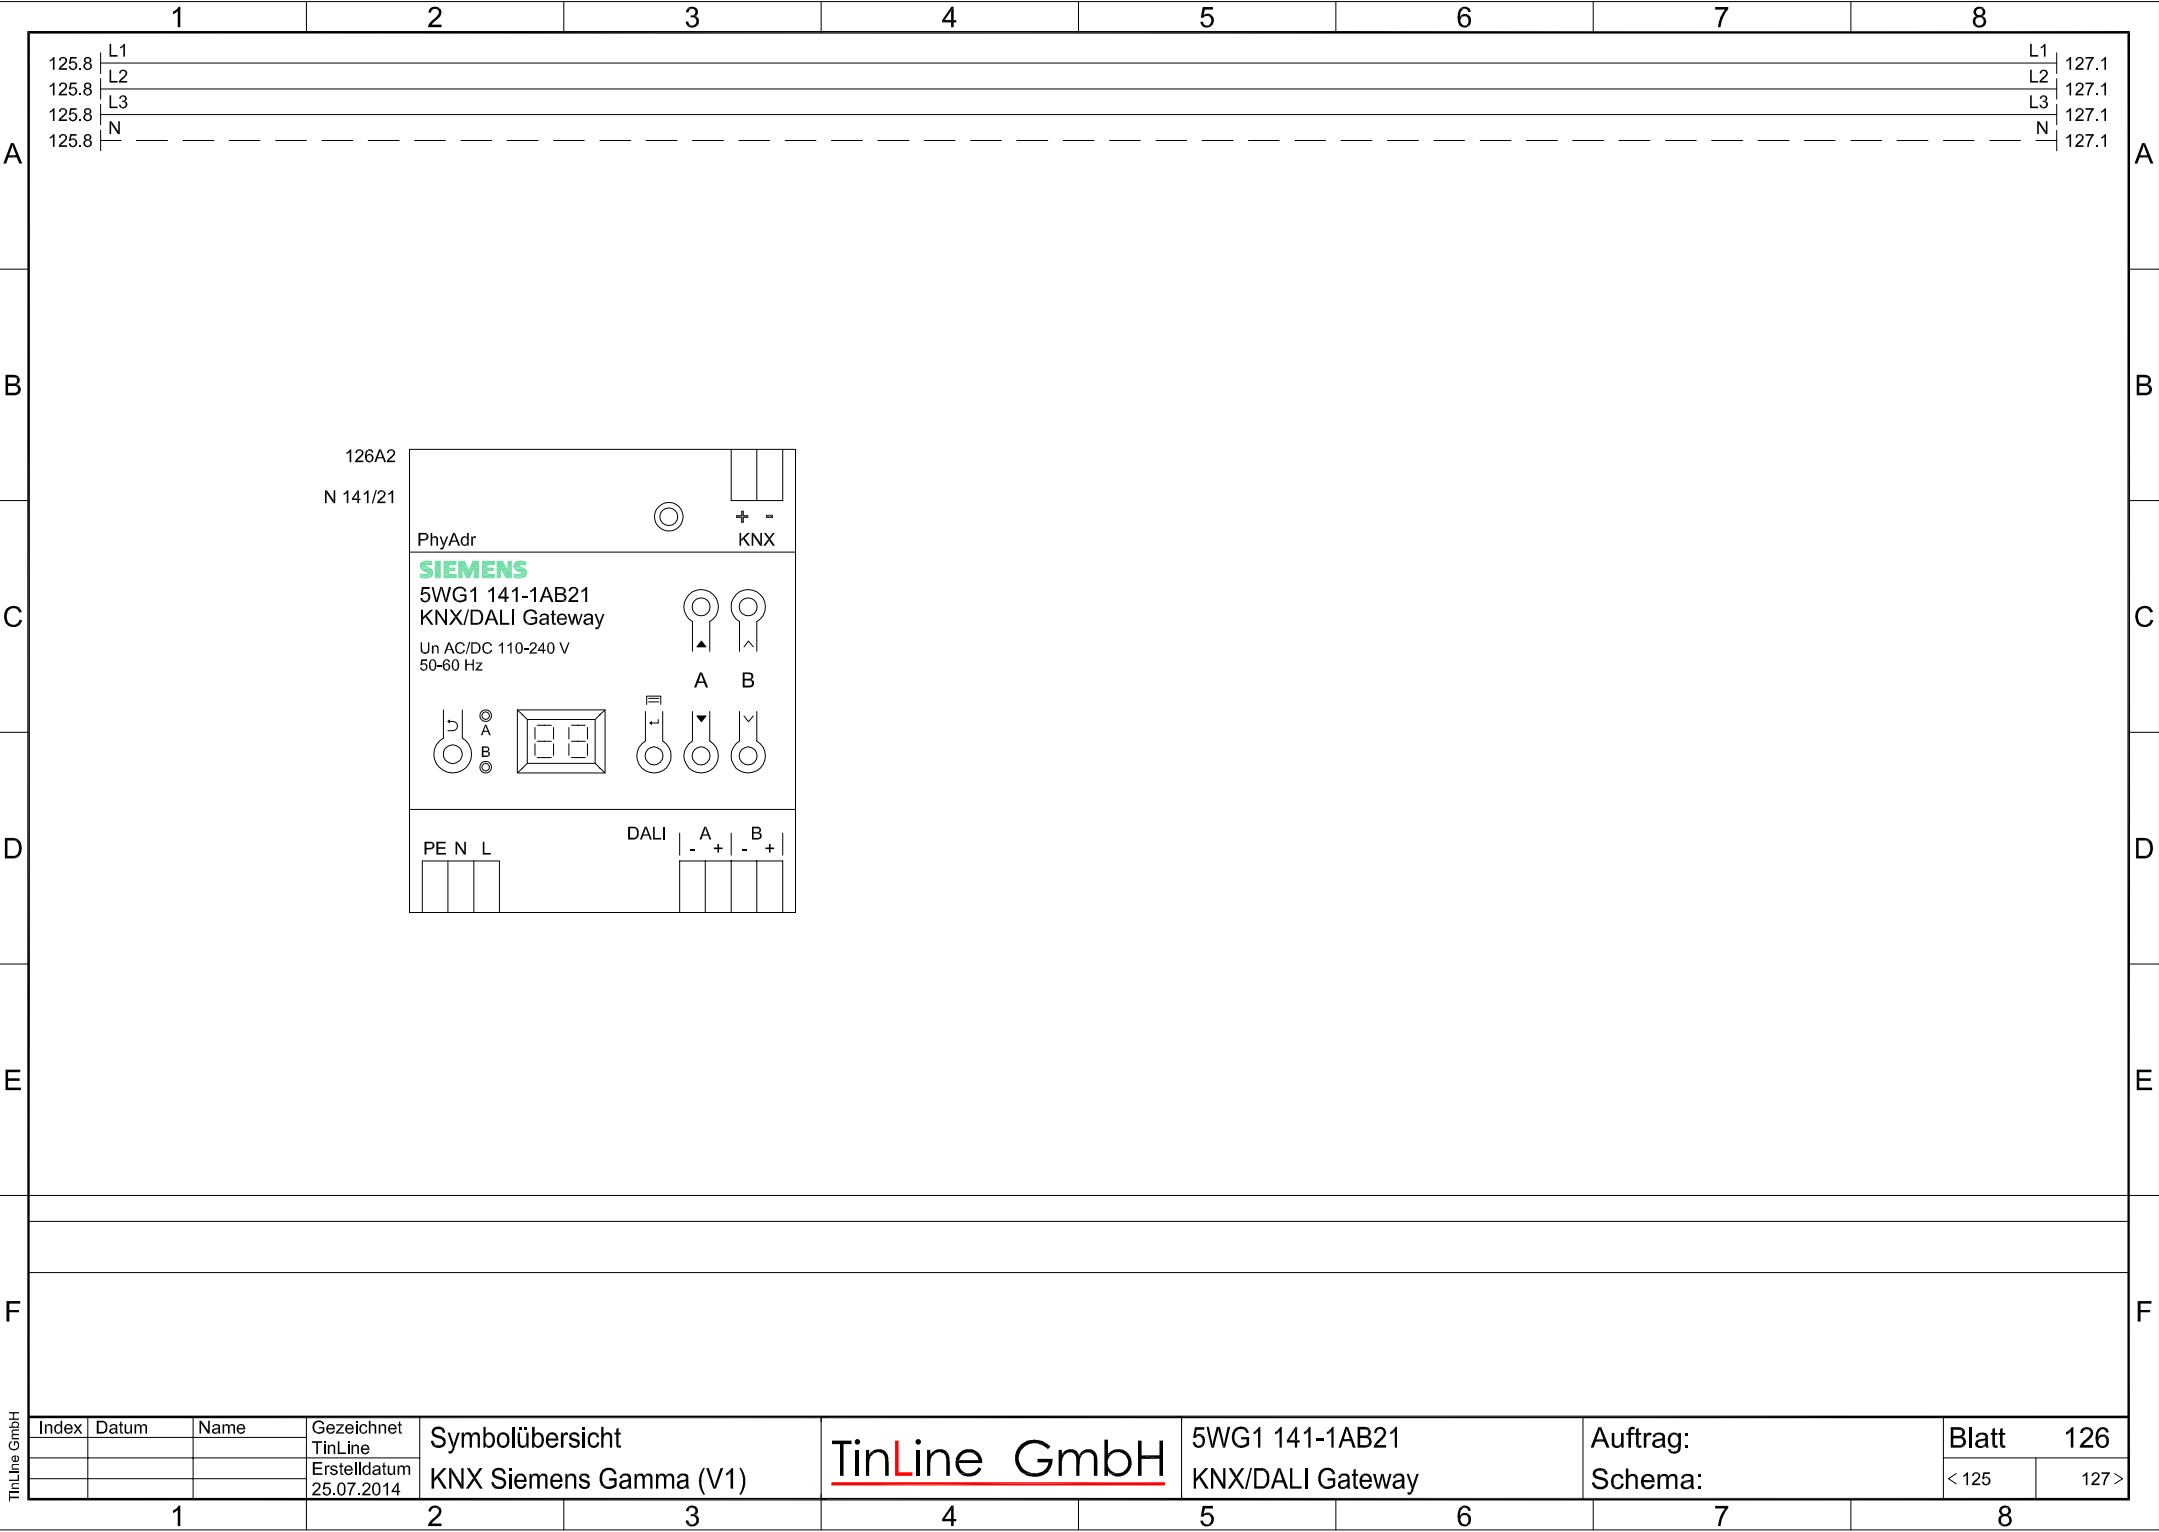 1 2 3 4 5 6 7 8
125.8 L1 L1 127.1
125.8 L2 L2 127.1
125.8 L3 L3 127.1
125.8 N N 127.1
A A
B B
126A2
N 141/21
+ -
PhyAdr KNX
SIEMENS
5WG1 141-1AB21
KNX/DALI Gateway
C C
Un AC/DC 110-240 V
50-60 Hz
A B
A
B
DALI A B
PE N L - + - +
D D
E E
F F
TinLine GmbH
Index Datum Name
Gezeichnet
TinLine
Erstelldatum
25.07.2014
Symbolübersicht
KNX Siemens Gamma (V1)
TinLine GmbH
5WG1 141-1AB21
KNX/DALI Gateway
Auftrag:
Schema:
Blatt 126
< 125 127 >
1 2 3 4 5 6 7 8